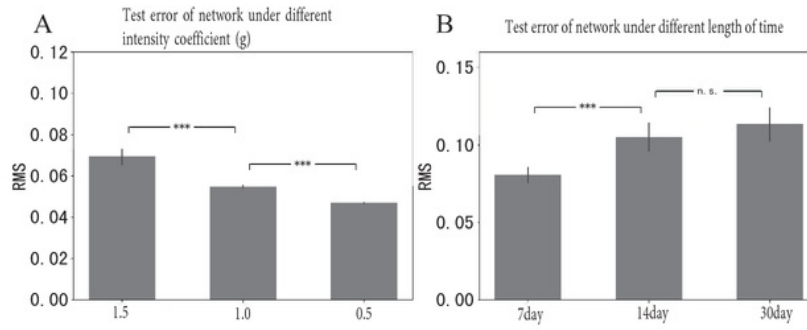 A
Test error of network under different
intensity coefficient (g)
0.12
0.10
0.08
0.06
0.04
0.02
0.00
RMS
***
***
1.5 1.0 0.5
B
Test error of network under different length of time
0.15
0.10
0.05
0.00
RMS
***
n. s.
7day 14day 30day